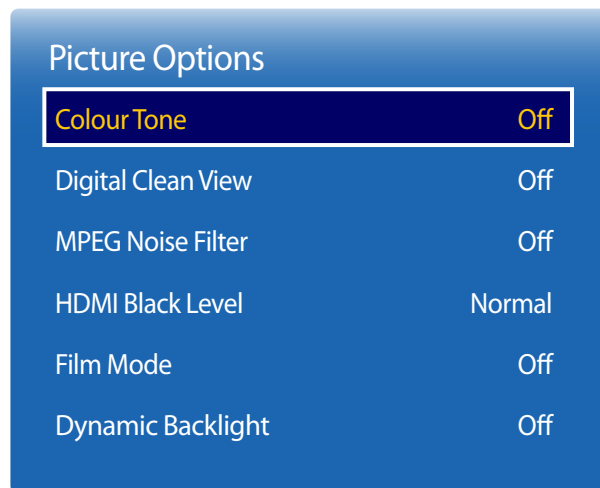 Picture Options
Colour Tone Off
Digital Clean View Off
MPEG Noise Filter Off
HDMI Black Level Normal
Film Mode Off
Dynamic Backlight Off